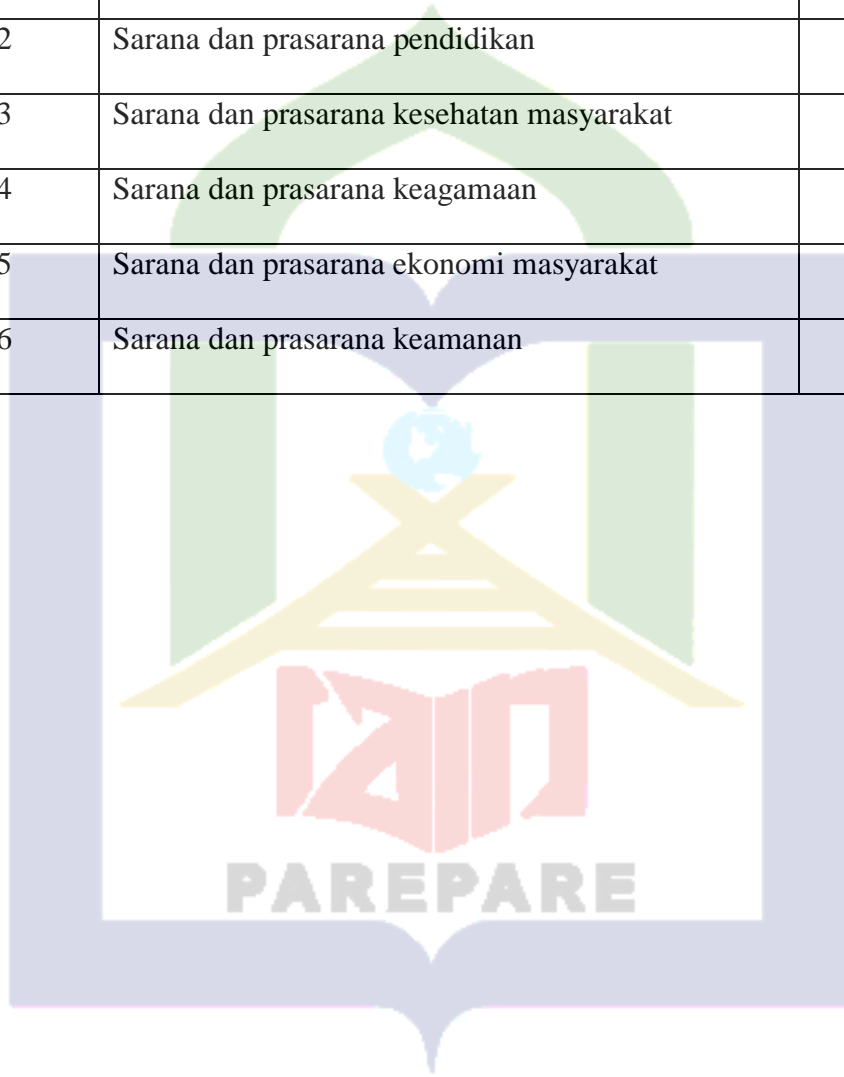 2 Sarana dan prasarana pendidikan
3 Sarana dan prasarana kesehatan masyarakat
4 Sarana dan prasarana keagamaan
5 Sarana dan prasarana ekonomi masyarakat
6 Sarana dan prasarana keamanan
iain
PAREPARE